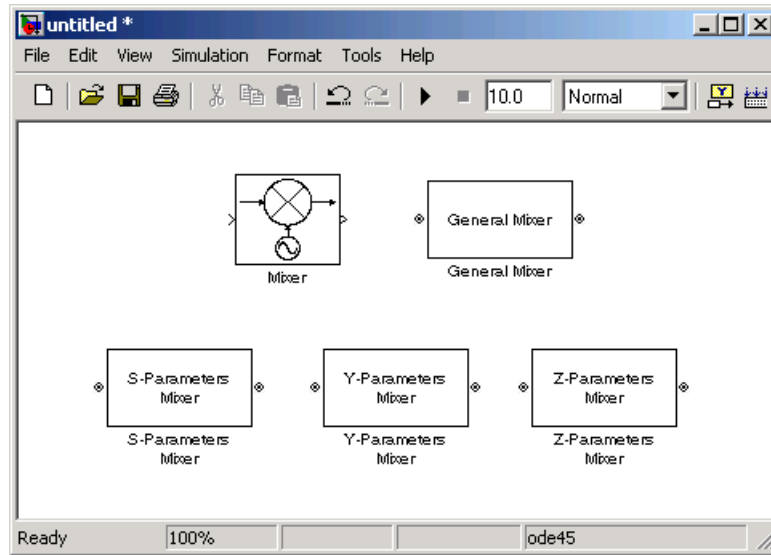 untitled *
File Edit View Simulation Format Tools Help
10.0 Normal Y
Mixer
General Mixer
General Mixer
S-Parameters
Mixer
S-Parameters
Mixer
Y-Parameters
Mixer
Y-Parameters
Mixer
Z-Parameters
Mixer
Z-Parameters
Mixer
Ready 100% ode45